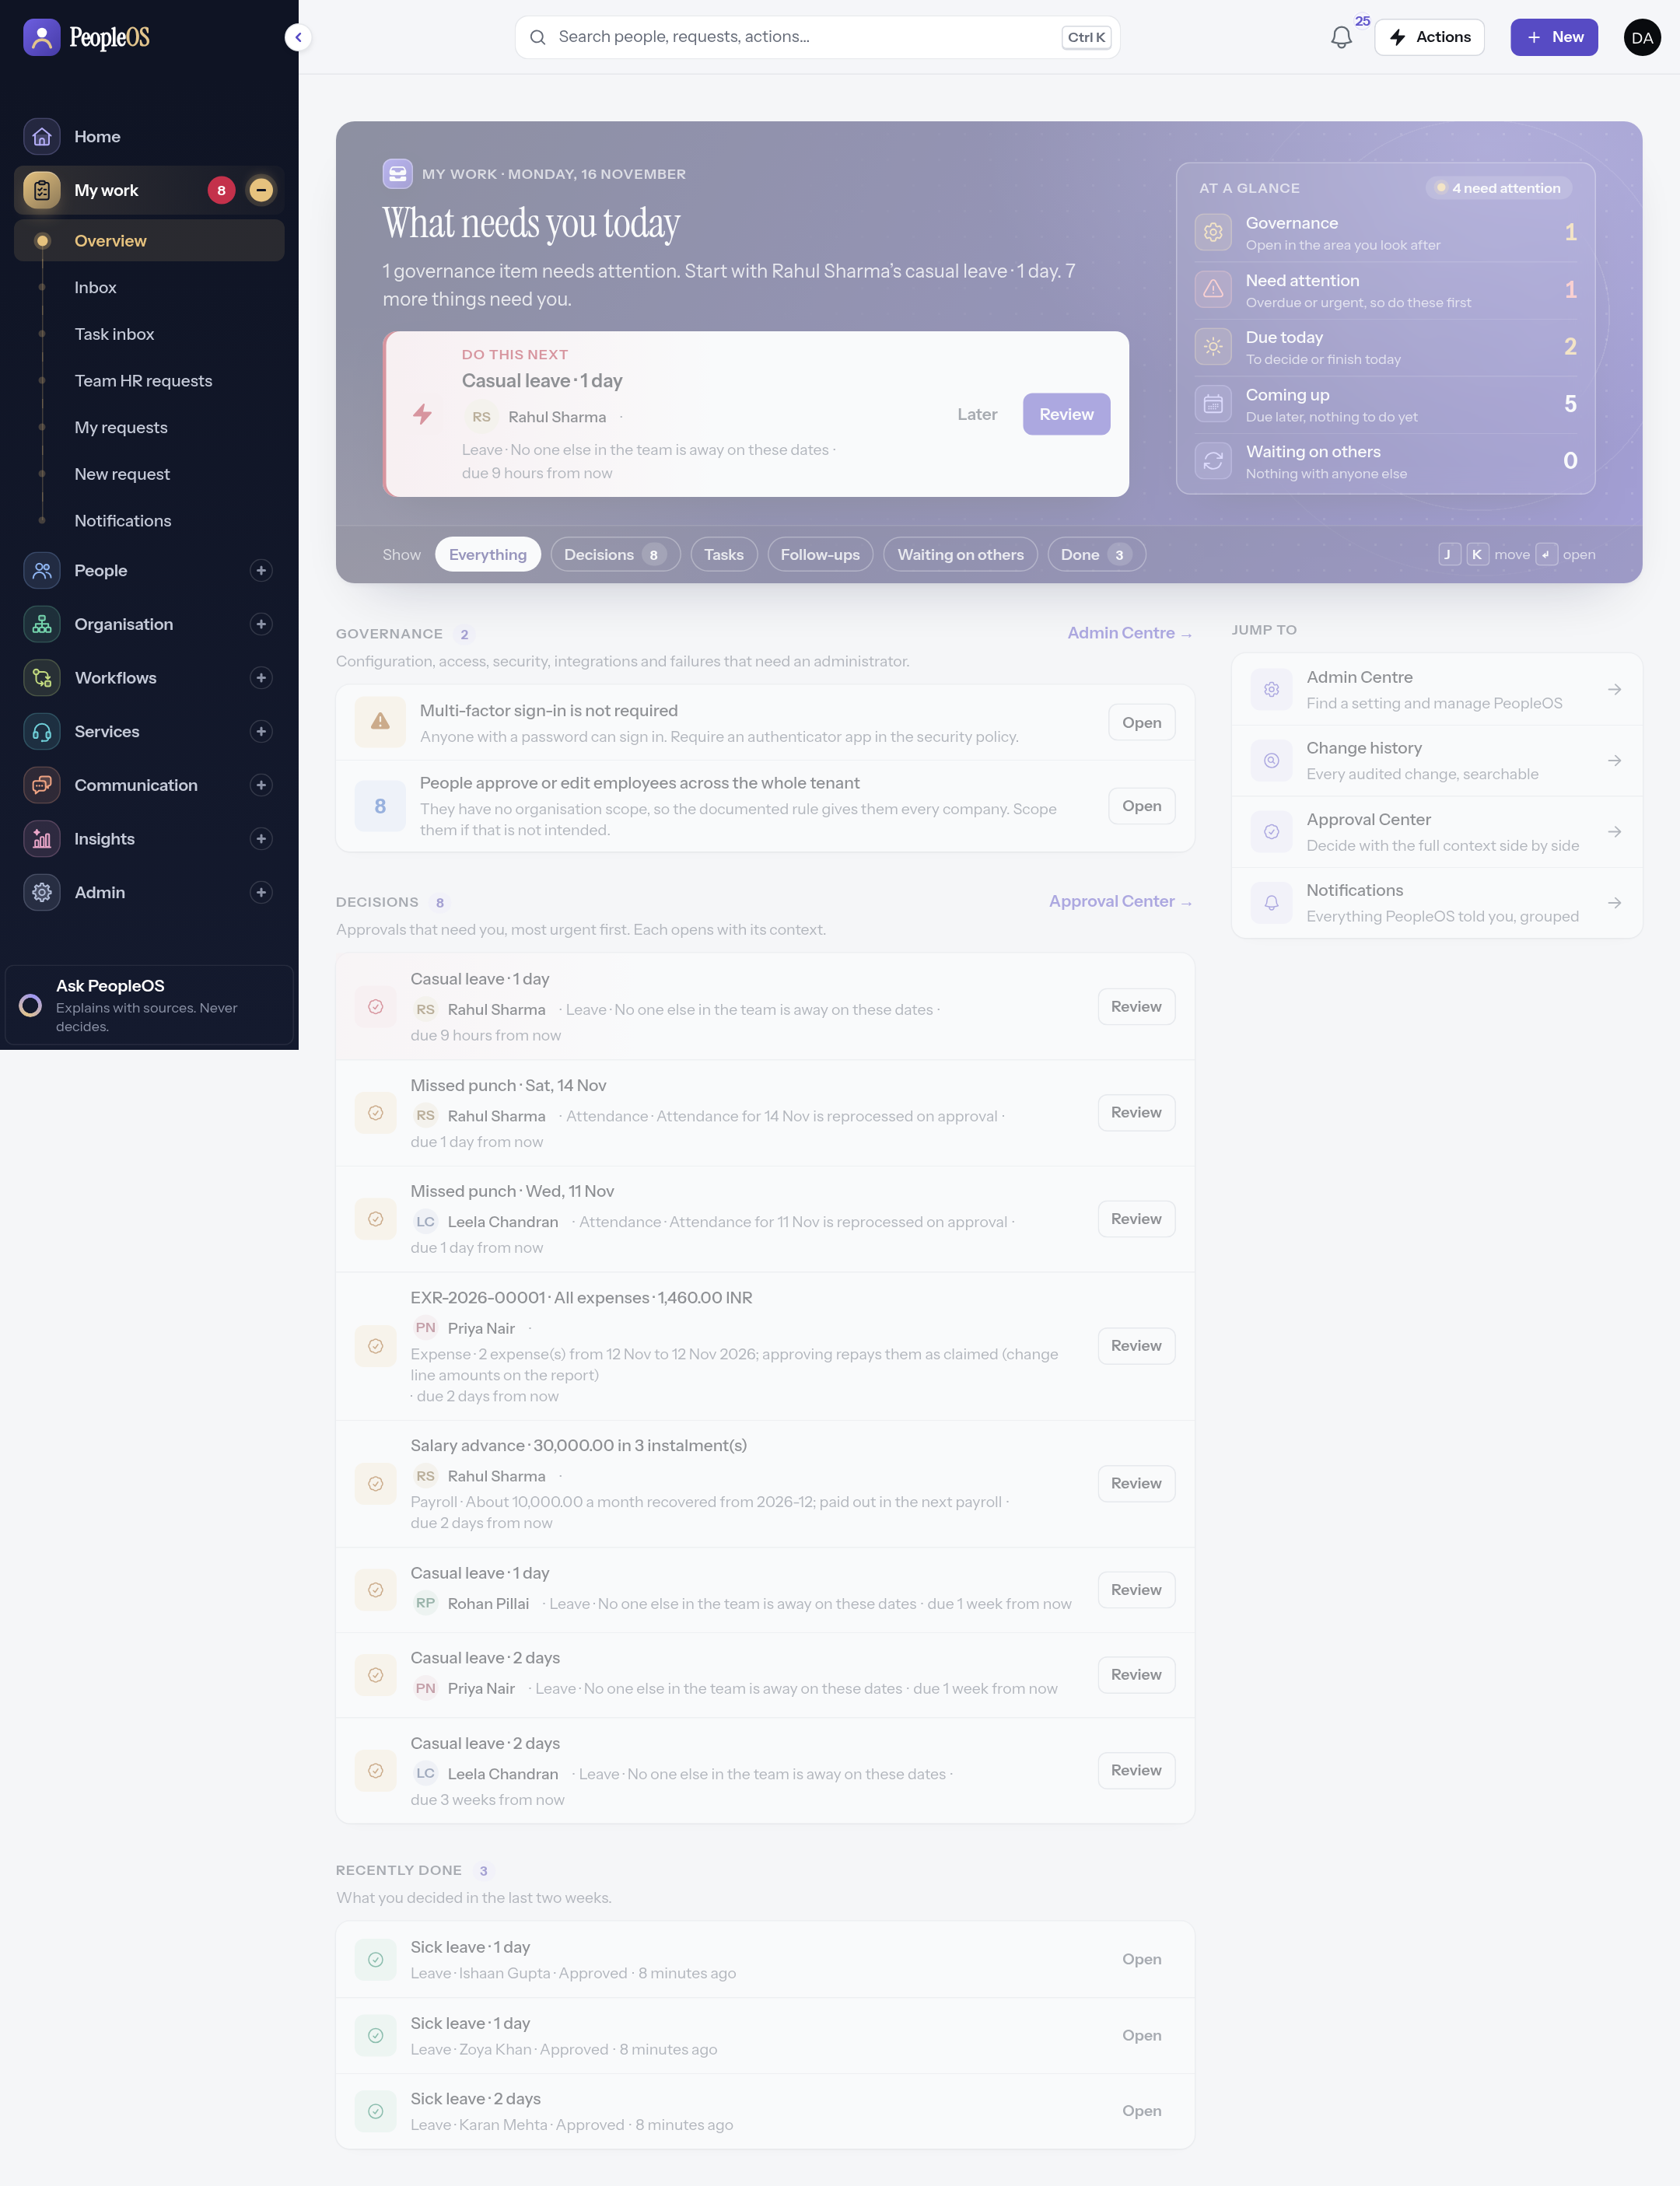 PeopleOS
Search people, requests, actions...
Ctrl K
25
Actions
New
DA
Home
My work
8
Overview
Inbox
Task inbox
Team HR requests
My requests
New request
Notifications
People
Organisation
Workflows
Services
Communication
Insights
Admin
Ask PeopleOS
Explains with sources. Never
decides.
MY WORK · MONDAY, 16 NOVEMBER
What needs you today
1 governance item needs attention. Start with Rahul Sharma's casual leave · 1 day. 7
more things need you.
DO THIS NEXT
Casual leave · 1 day
RS Rahul Sharma ·
Leave · No one else in the team is away on these dates ·
due 9 hours from now
Later
Review
AT A GLANCE
4 need attention
Governance
Open in the area you look after
1
Need attention
Overdue or urgent, so do these first
1
Due today
To decide or finish today
2
Coming up
Due later, nothing to do yet
5
Waiting on others
Nothing with anyone else
0
Show
Everything
Decisions 8
Tasks
Follow-ups
Waiting on others
Done 3
J K move ↲ open
GOVERNANCE 2
Admin Centre →
Configuration, access, security, integrations and failures that need an administrator.
Multi-factor sign-in is not required
Anyone with a password can sign in. Require an authenticator app in the security policy.
Open
8
People approve or edit employees across the whole tenant
They have no organisation scope, so the documented rule gives them every company. Scope
them if that is not intended.
Open
JUMP TO
Admin Centre
Find a setting and manage PeopleOS
Change history
Every audited change, searchable
Approval Center
Decide with the full context side by side
Notifications
Everything PeopleOS told you, grouped
DECISIONS 8
Approval Center →
Approvals that need you, most urgent first. Each opens with its context.
Casual leave · 1 day
RS Rahul Sharma · Leave · No one else in the team is away on these dates ·
due 9 hours from now
Review
Missed punch · Sat, 14 Nov
RS Rahul Sharma · Attendance · Attendance for 14 Nov is reprocessed on approval ·
due 1 day from now
Review
Missed punch · Wed, 11 Nov
LC Leela Chandran · Attendance · Attendance for 11 Nov is reprocessed on approval ·
due 1 day from now
Review
EXR-2026-00001 · All expenses · 1,460.00 INR
PN Priya Nair ·
Expense · 2 expense(s) from 12 Nov to 12 Nov 2026; approving repays them as claimed (change
line amounts on the report)
· due 2 days from now
Review
Salary advance · 30,000.00 in 3 instalment(s)
RS Rahul Sharma ·
Payroll · About 10,000.00 a month recovered from 2026-12; paid out in the next payroll ·
due 2 days from now
Review
Casual leave · 1 day
RP Rohan Pillai · Leave · No one else in the team is away on these dates · due 1 week from now
Review
Casual leave · 2 days
PN Priya Nair · Leave · No one else in the team is away on these dates · due 1 week from now
Review
Casual leave · 2 days
LC Leela Chandran · Leave · No one else in the team is away on these dates ·
due 3 weeks from now
Review
RECENTLY DONE 3
What you decided in the last two weeks.
Sick leave · 1 day
Leave · Ishaan Gupta · Approved · 8 minutes ago
Open
Sick leave · 1 day
Leave · Zoya Khan · Approved · 8 minutes ago
Open
Sick leave · 2 days
Leave · Karan Mehta · Approved · 8 minutes ago
Open